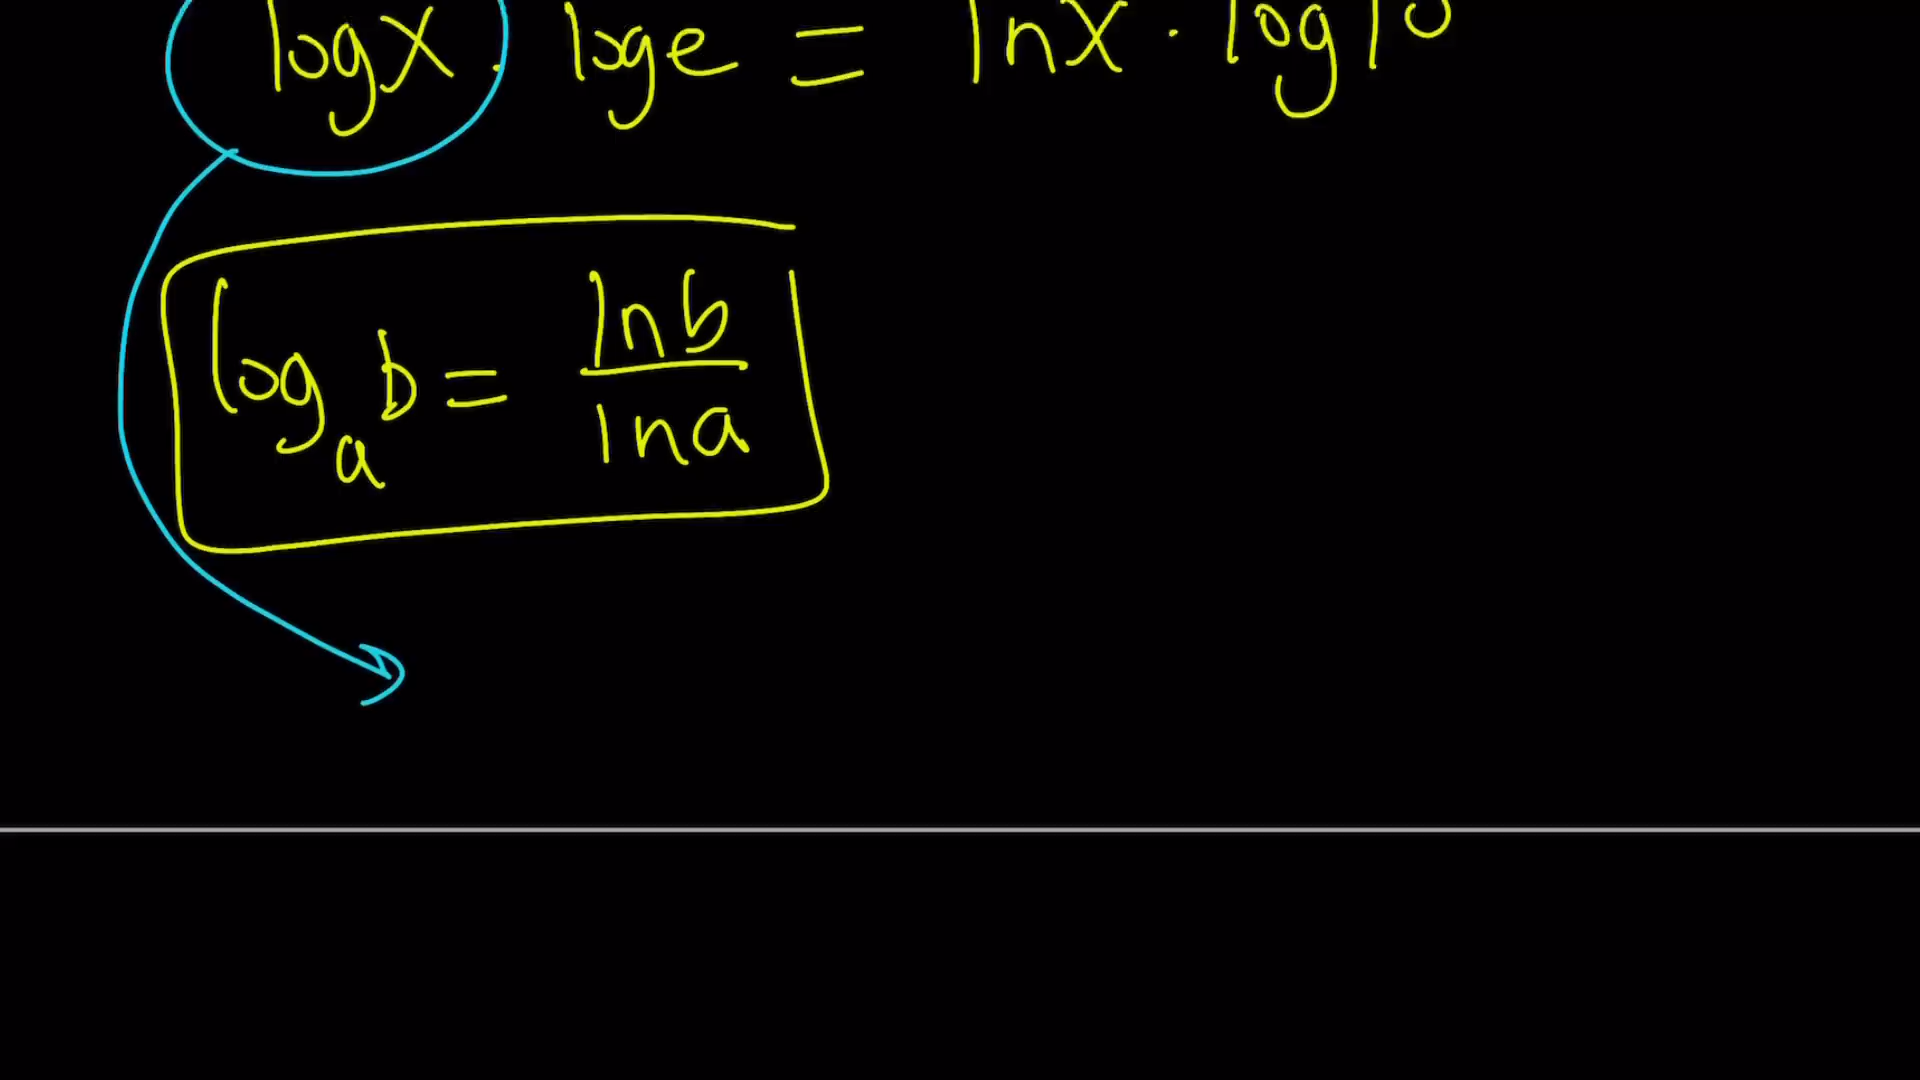 logx . loge = lnx · log10
log_a b = lnb/lna